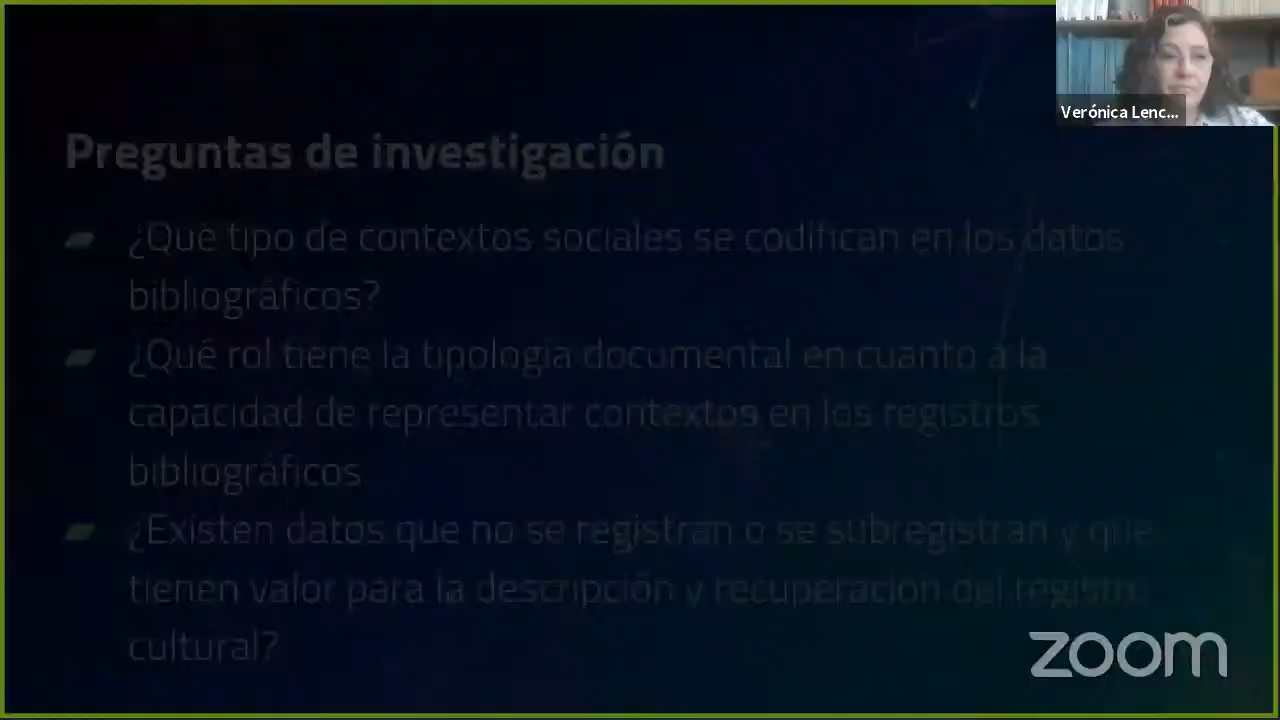 Verónica Lenc...
Preguntas de investigación
¿Qué tipo de contextos sociales se codifican en los datos
bibliográficos?
¿Qué rol tiene la tipología documental en cuanto a la
capacidad de representar contextos en los registros
bibliográficos
¿Existen datos que no se registran o se subregistran y que
tienen valor para la descripción y recuperación del registro
cultural?
zoom